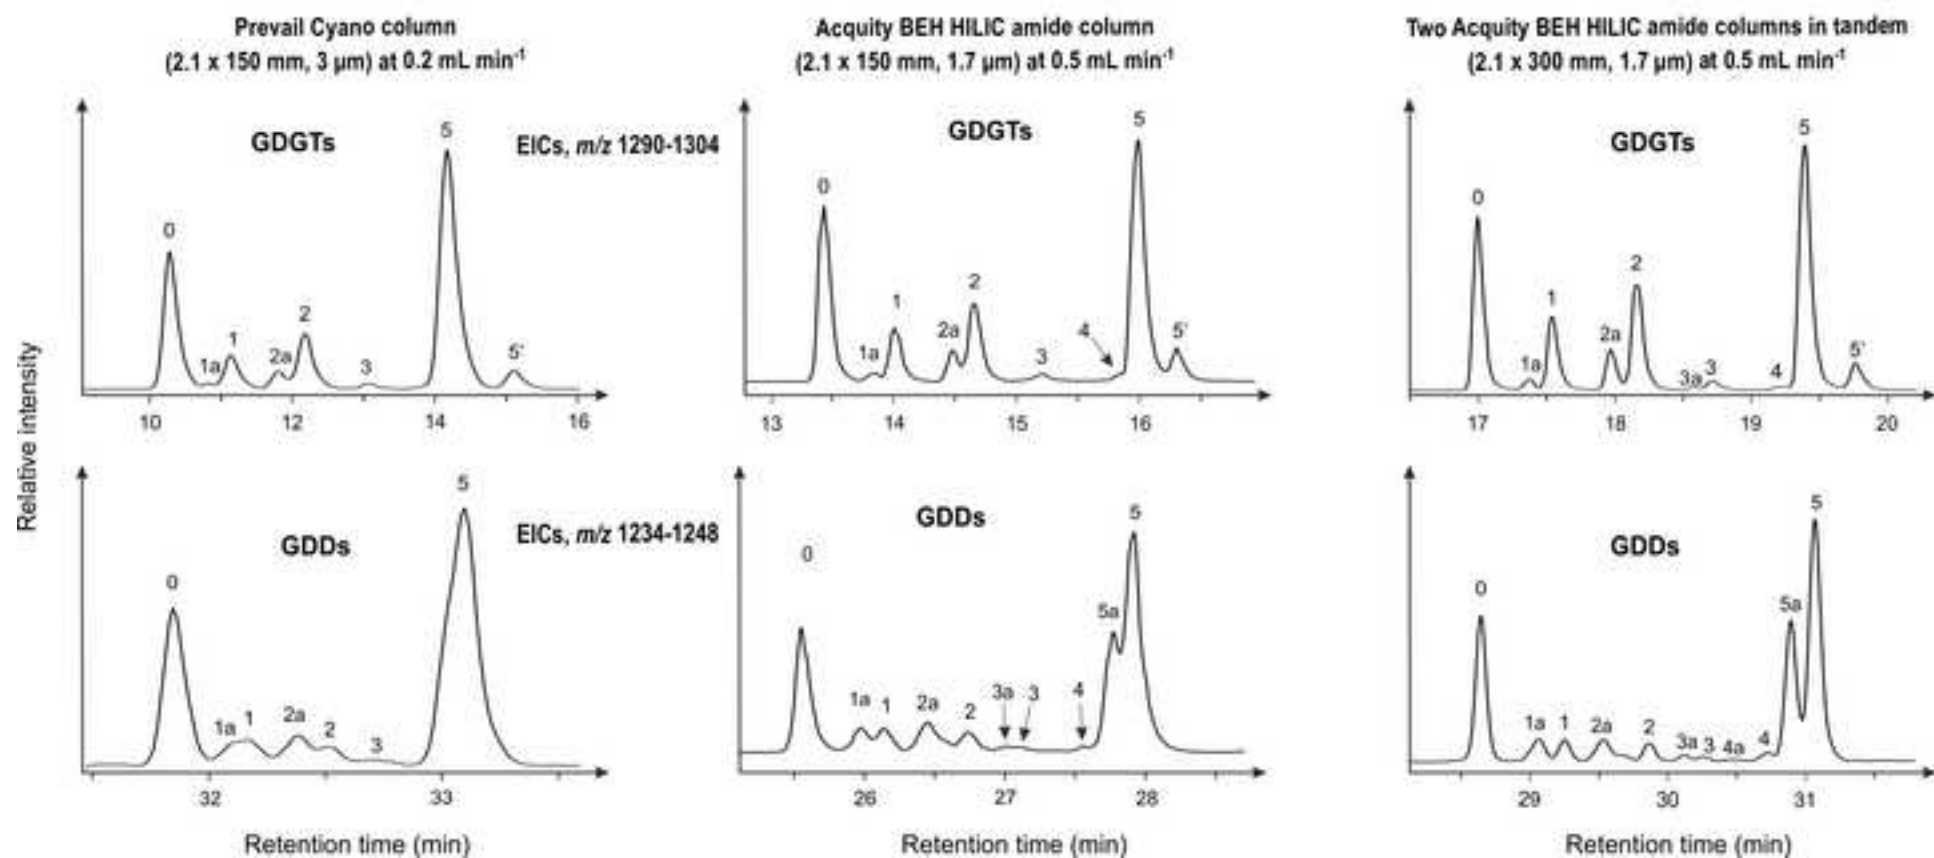 Prevail Cyano column
(2.1 x 150 mm, 3 µm) at 0.2 mL min⁻¹
Acquity BEH HILIC amide column
(2.1 x 150 mm, 1.7 µm) at 0.5 mL min⁻¹
Two Acquity BEH HILIC amide columns in tandem
(2.1 x 300 mm, 1.7 µm) at 0.5 mL min⁻¹
Relative intensity
GDGTs
EICs, m/z 1290-1304
0
1a
1
2a
2
3
5
5'
10
12
14
16
GDGTs
0
1a
1
2a
2
3
4
5
5'
13
14
15
16
GDGTs
0
1a
1
2a
2
3a
3
4
5
5'
17
18
19
20
GDDs
EICs, m/z 1234-1248
0
1a
1
2a
2
3
5
32
33
Retention time (min)
GDDs
0
1a
1
2a
2
3a
3
4
5a
5
26
27
28
Retention time (min)
GDDs
0
1a
1
2a
2
3a
3
4a
4
5a
5
29
30
31
Retention time (min)